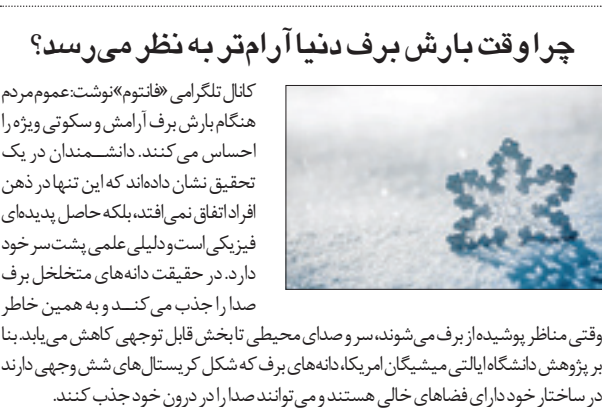 چرا وقت بارش برف دنیا آرام‌تر به نظر می‌رسد؟
کانال تلگرامی «فانتوم» نوشت: عموم مردم
هنگام بارش برف آرامش و سکوتی ویژه را
احساس می‌کنند. دانشمندان در یک
تحقیق نشان داده‌اند که این تنها در ذهن
افراد اتفاق نمی‌افتد، بلکه حاصل پدیده‌ای
فیزیکی است و دلیلی علمی پشت سر خود
دارد. در حقیقت دانه‌های متخلخل برف
صدا را جذب می‌کند و به همین خاطر
وقتی مناظر پوشیده از برف می‌شوند، سر و صدای محیطی تا بخش قابل توجهی کاهش می‌یابد. بنا
بر پژوهش دانشگاه ایالتی میشیگان امریکا، دانه‌های برف که شکل کریستال‌های شش وجهی دارند
در ساختار خود دارای فضاهای خالی هستند و می‌توانند صدا را در درون خود جذب کنند.